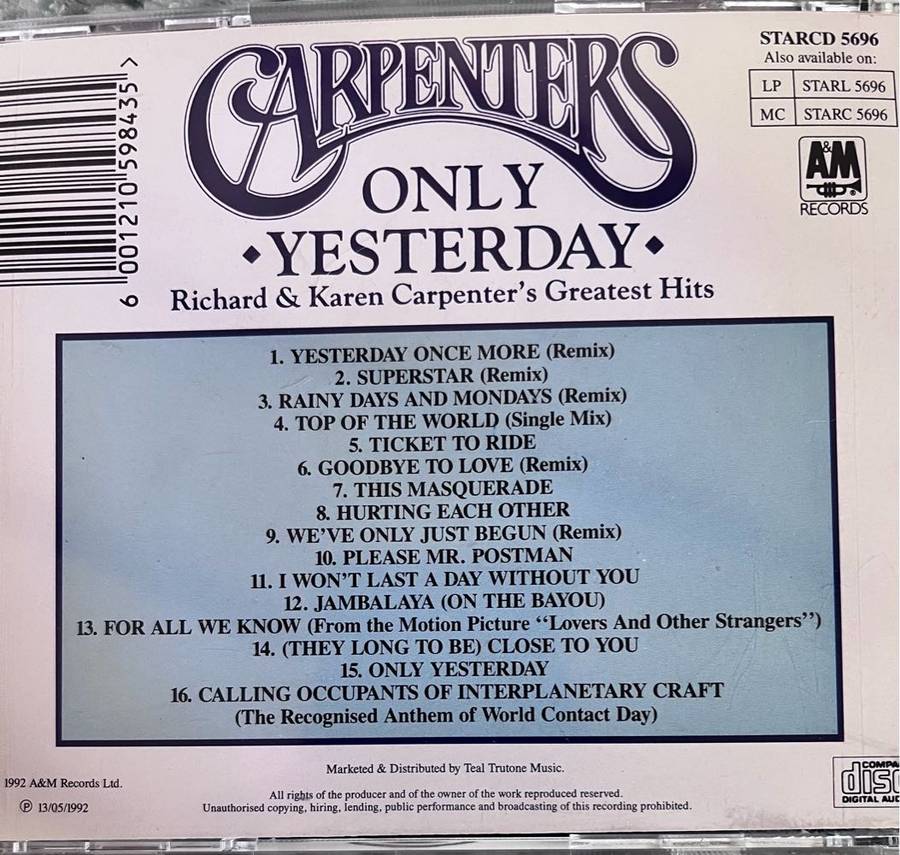 CARPENTERS
ONLY
•YESTERDAY•
Richard & Karen Carpenter's Greatest Hits
STARCD 5696
Also available on:
LP STARL 5696
MC STARC 5696
A&M
RECORDS
6 001210 598435 >
1. YESTERDAY ONCE MORE (Remix)
2. SUPERSTAR (Remix)
3. RAINY DAYS AND MONDAYS (Remix)
4. TOP OF THE WORLD (Single Mix)
5. TICKET TO RIDE
6. GOODBYE TO LOVE (Remix)
7. THIS MASQUERADE
8. HURTING EACH OTHER
9. WE'VE ONLY JUST BEGUN (Remix)
10. PLEASE MR. POSTMAN
11. I WON'T LAST A DAY WITHOUT YOU
12. JAMBALAYA (ON THE BAYOU)
13. FOR ALL WE KNOW (From the Motion Picture "Lovers And Other Strangers")
14. (THEY LONG TO BE) CLOSE TO YOU
15. ONLY YESTERDAY
16. CALLING OCCUPANTS OF INTERPLANETARY CRAFT
(The Recognised Anthem of World Contact Day)
Marketed & Distributed by Teal Trutone Music.
1992 A&M Records Ltd.
℗ 13/05/1992
All rights of the producer and of the owner of the work reproduced reserved.
Unauthorised copying, hiring, lending, public performance and broadcasting of this recording prohibited.
COMPA
disc
DIGITAL AUD